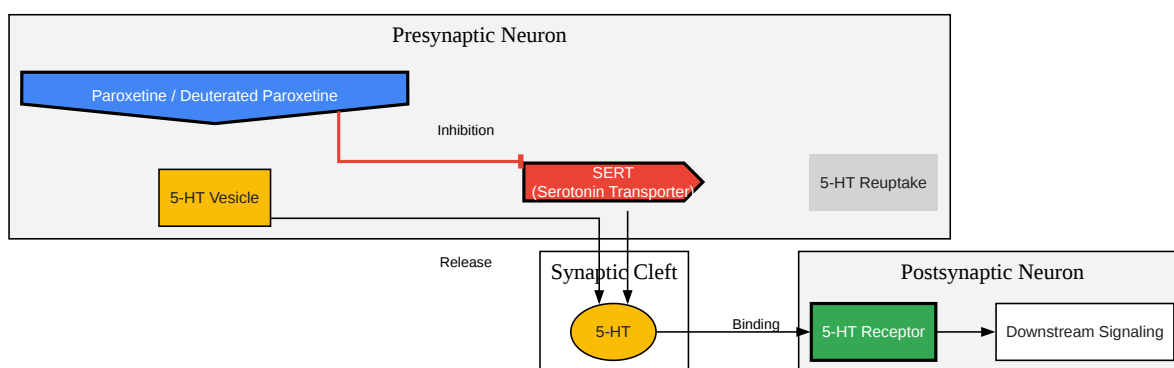 Presynaptic Neuron
Paroxetine / Deuterated Paroxetine
Inhibition
SERT
(Serotonin Transporter)
5-HT Vesicle
5-HT Reuptake
Release
Synaptic Cleft
Postsynaptic Neuron
5-HT
Binding
5-HT Receptor
Downstream Signaling